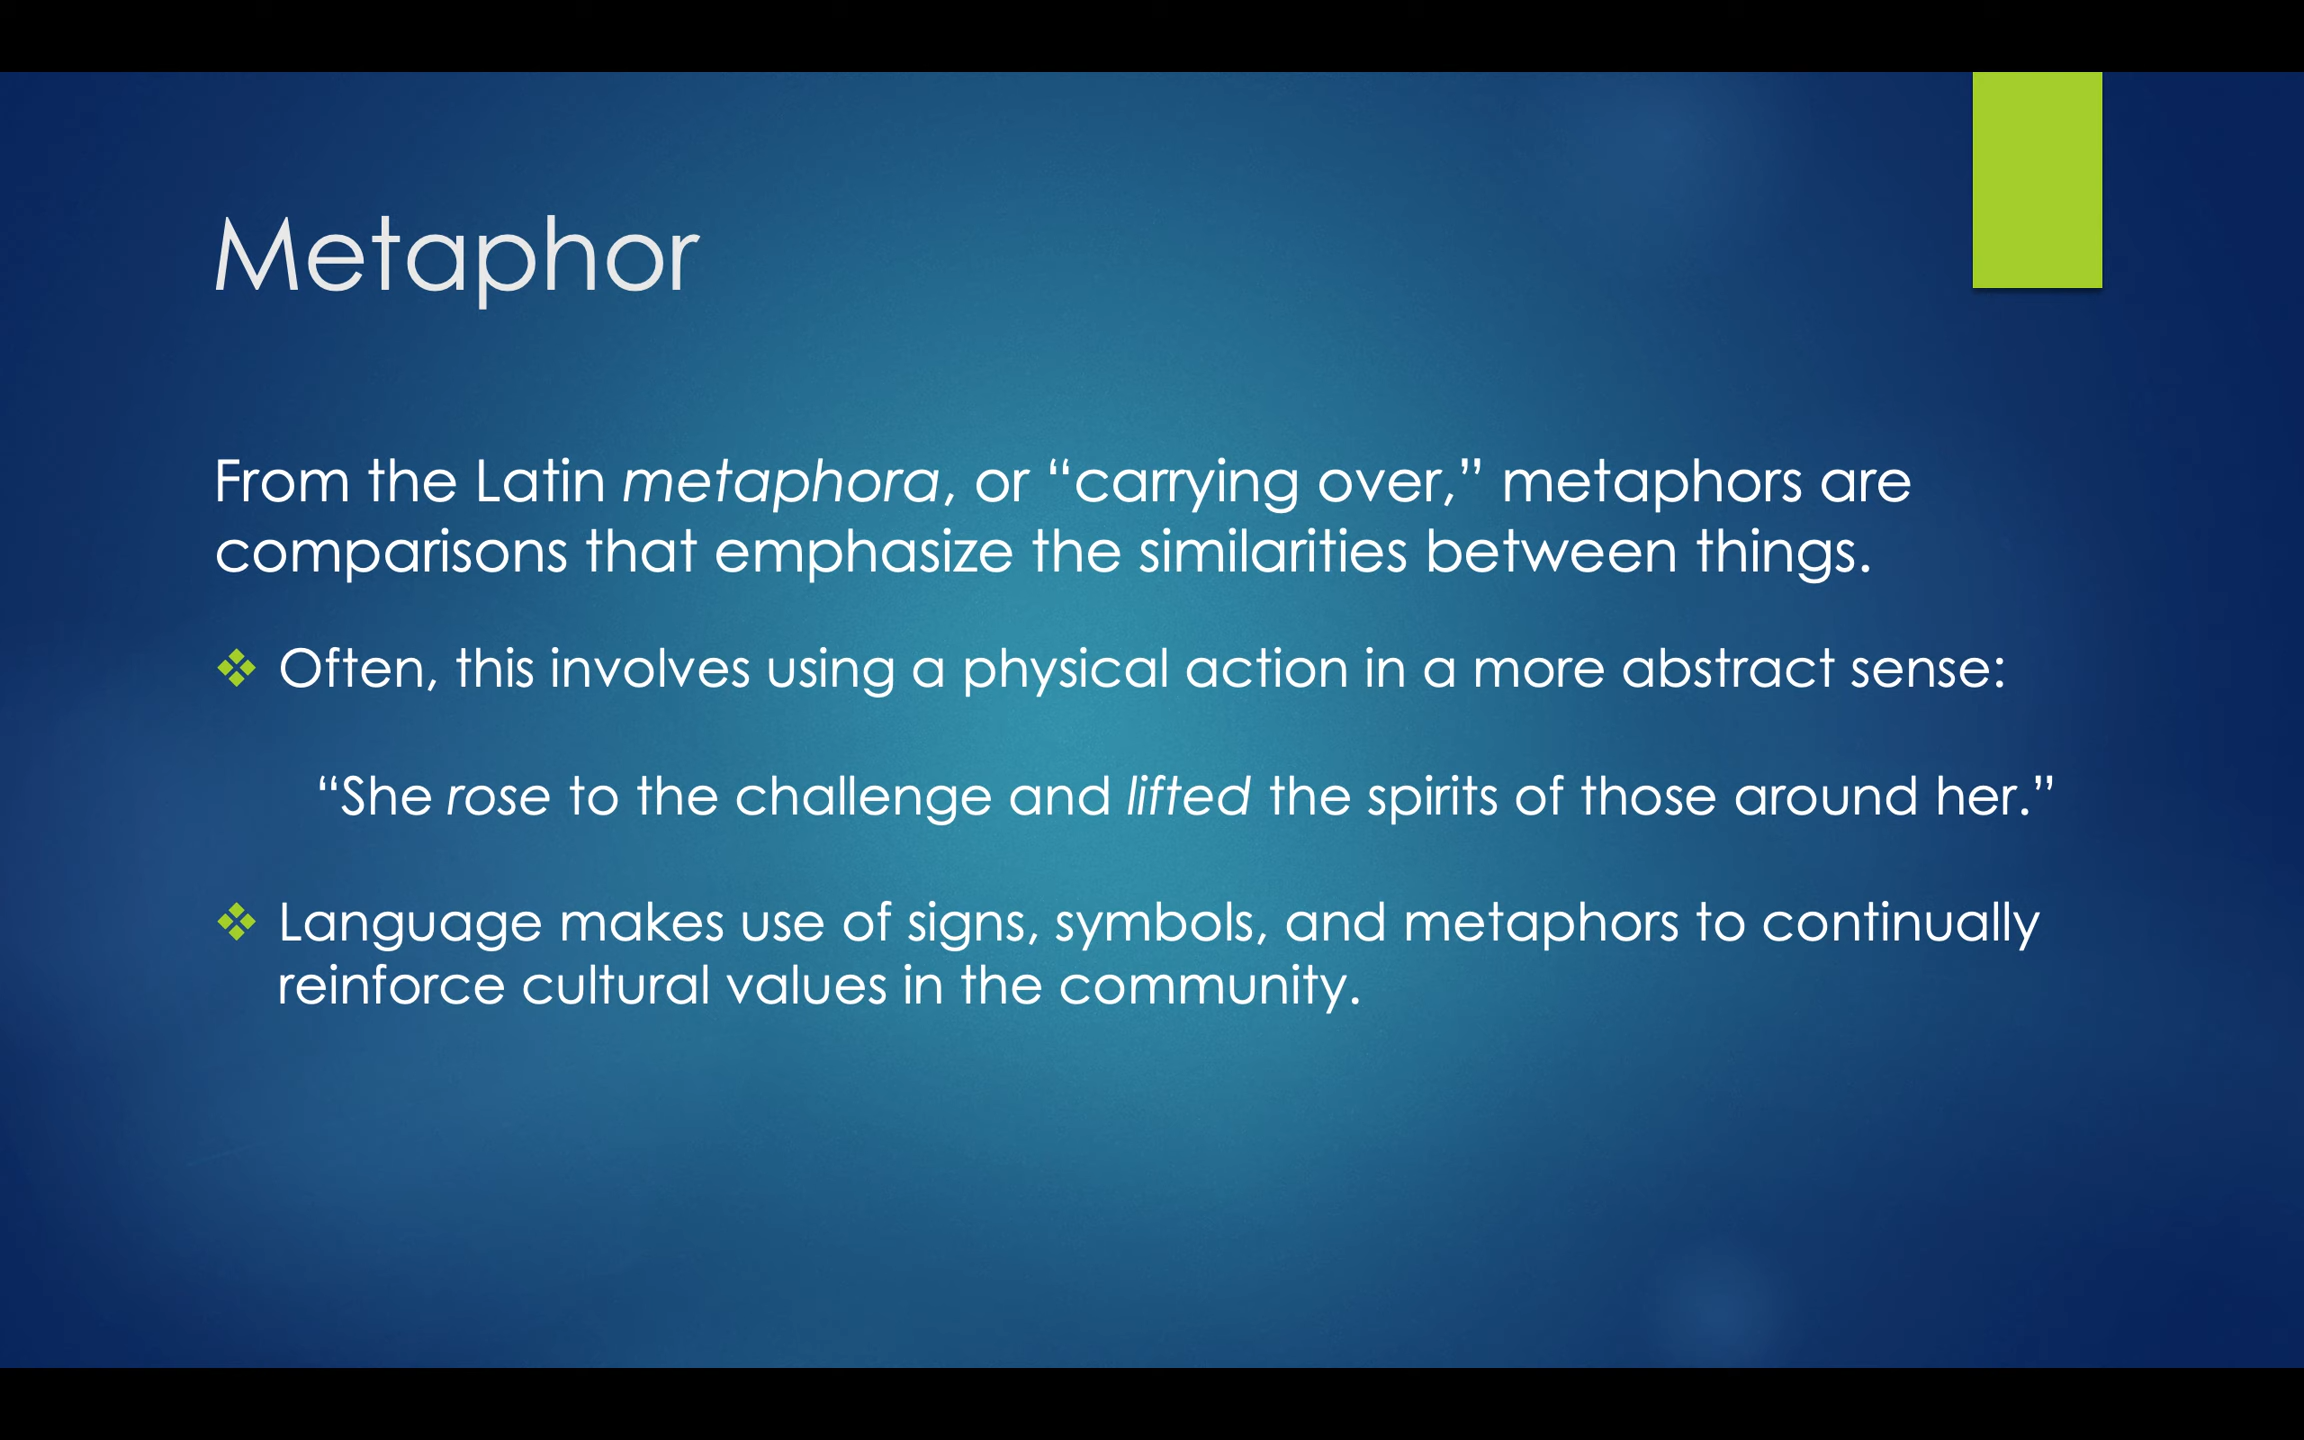 Metaphor
From the Latin metaphora, or “carrying over,” metaphors are
comparisons that emphasize the similarities between things.
Often, this involves using a physical action in a more abstract sense:
“She rose to the challenge and lifted the spirits of those around her.”
Language makes use of signs, symbols, and metaphors to continually
reinforce cultural values in the community.